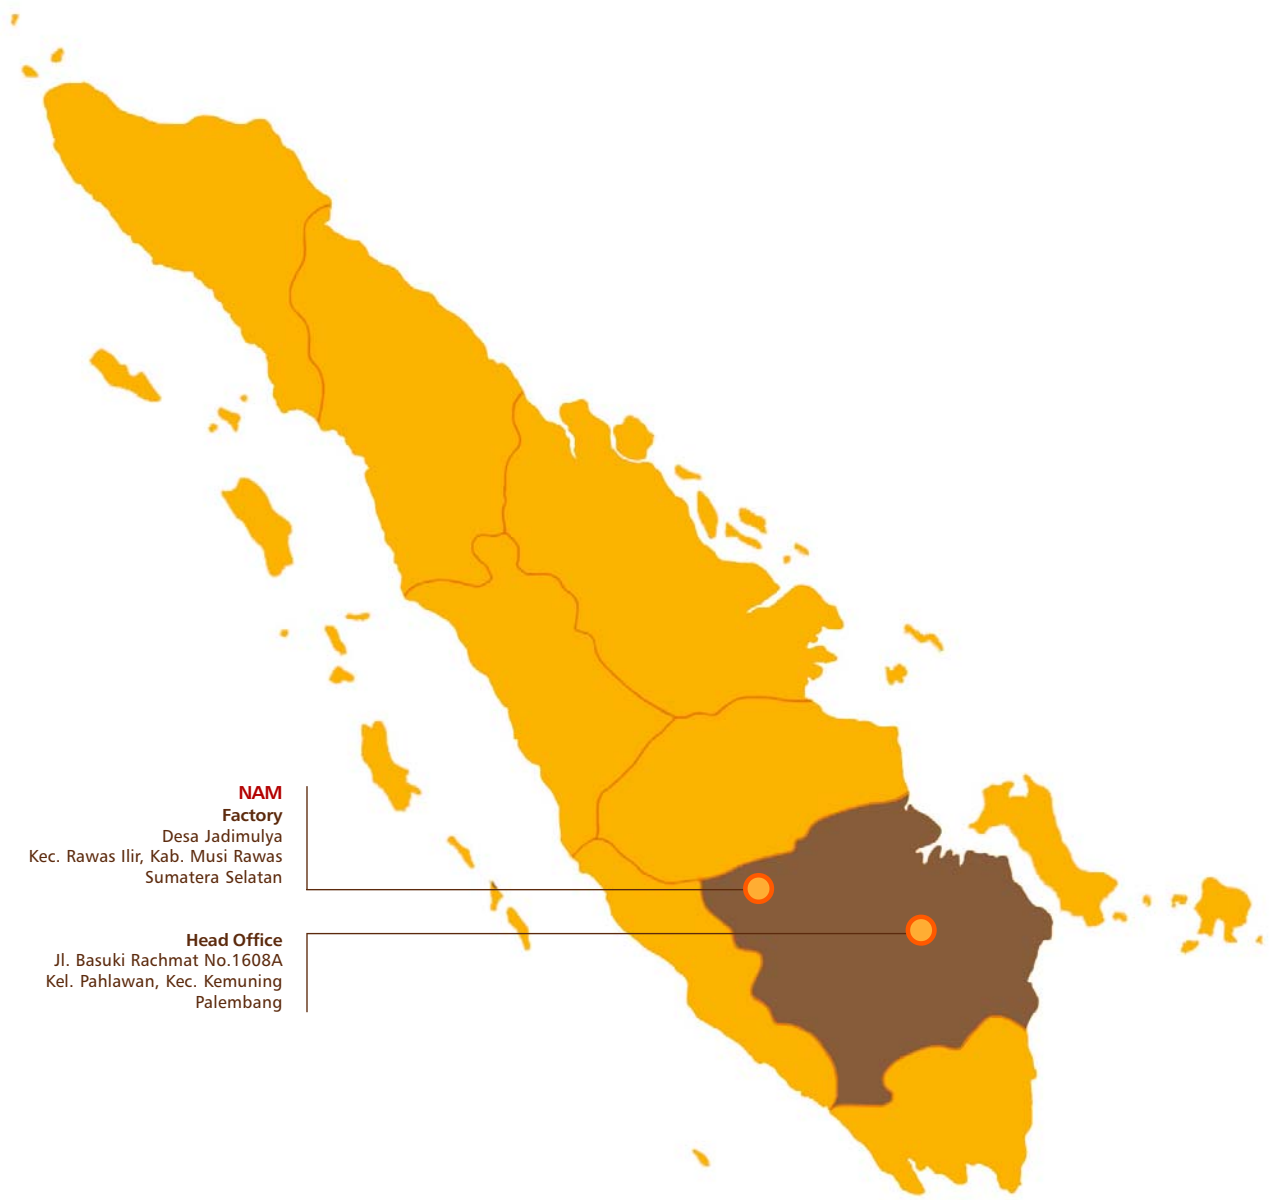 NAM
Factory
Desa Jadimulya
Kec. Rawas Ilir, Kab. Musi Rawas
Sumatera Selatan
Head Office
Jl. Basuki Rachmat No.1608A
Kel. Pahlawan, Kec. Kemuning
Palembang